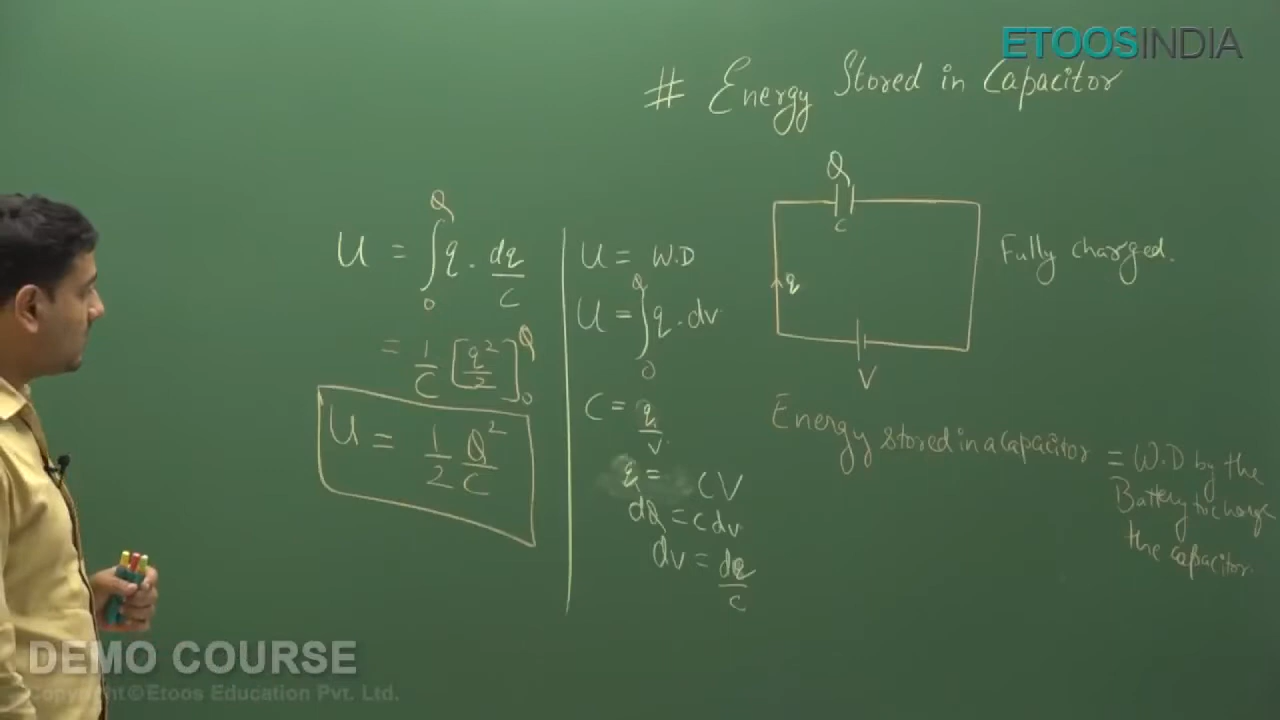 ETOOSINDIA
# Energy Stored in Capacitor
Q
C
q
V
Fully charged.
Energy stored in a capacitor = W.D by the
Battery to charge
the capacitor.
U = W.D
U = ∫₀^Q q . dv
C = q/v
q = CV
dQ = c dv
dv = dq/c
U = ∫₀^Q q . dq/C
= 1/C [q²/2]₀^Q
U = 1/2 Q²/C
DEMO COURSE
Copyright © Etoos Education Pvt. Ltd.